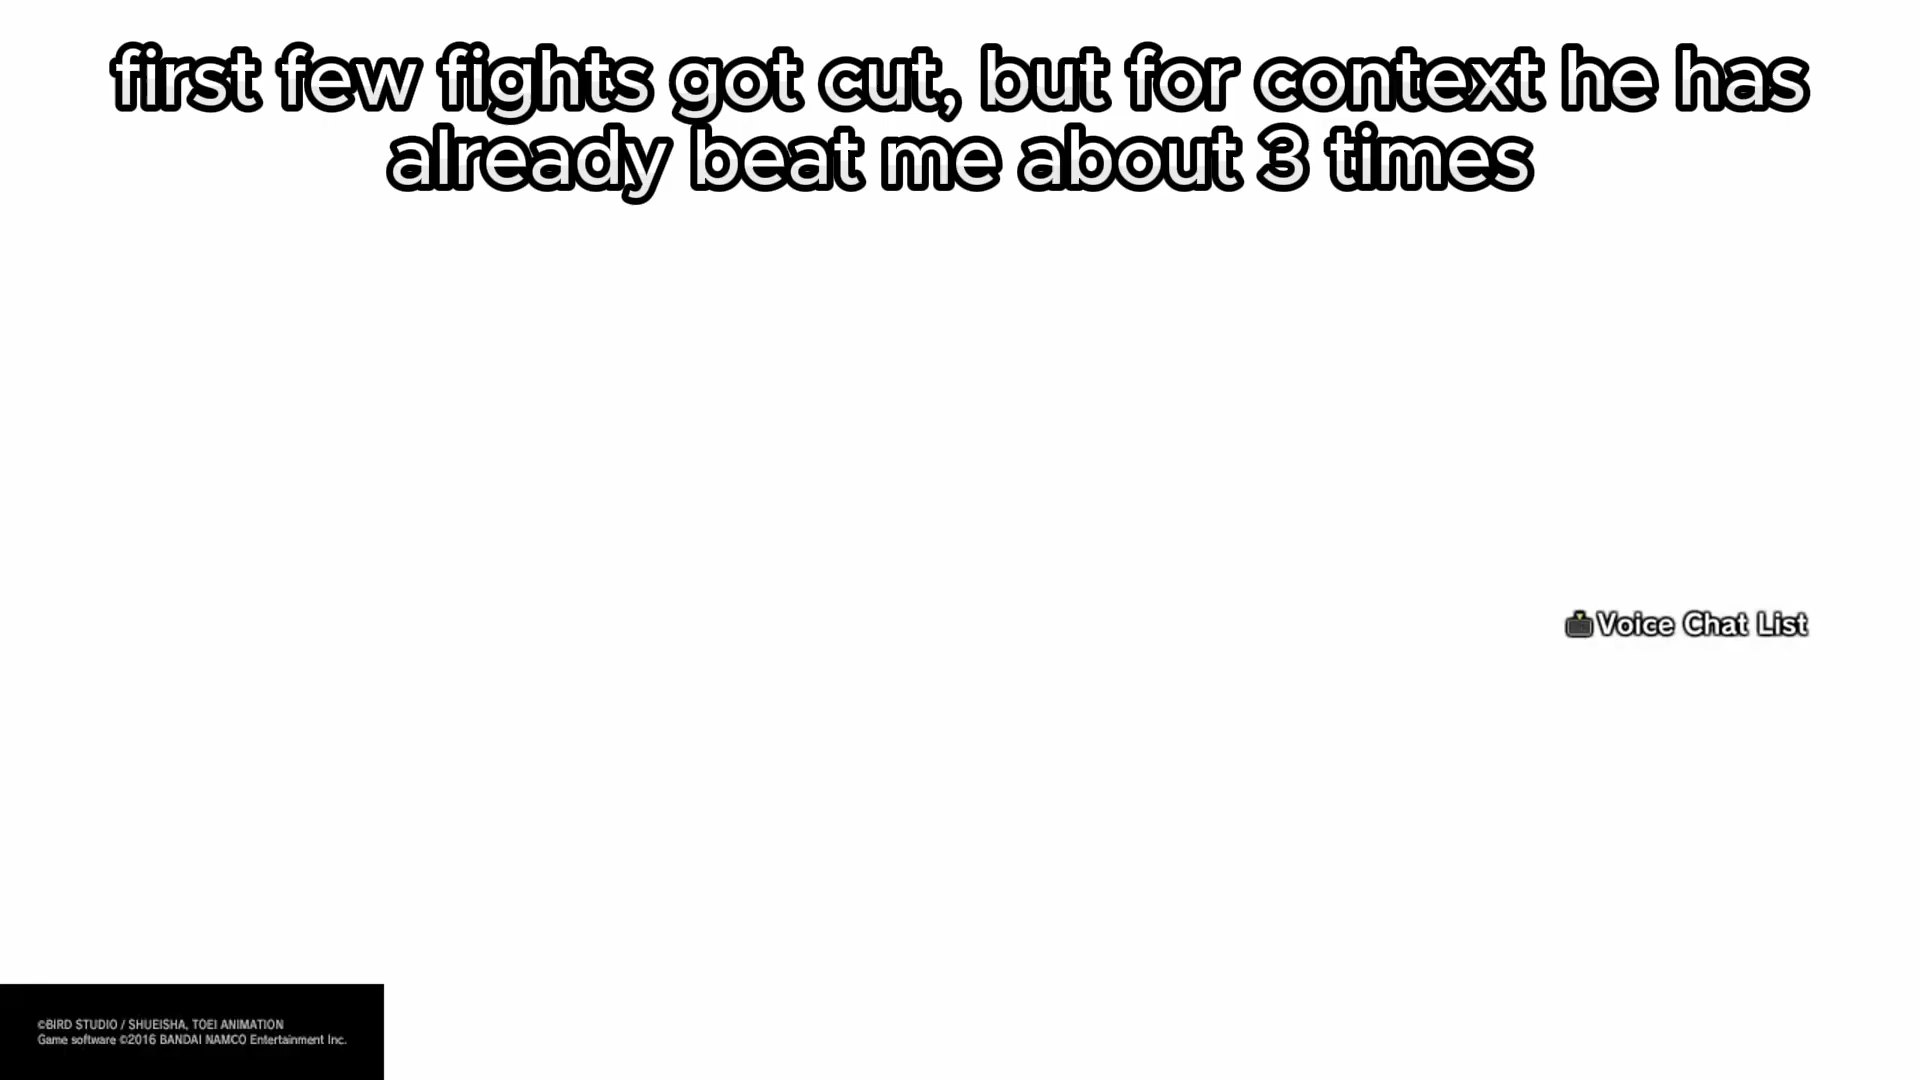 first few fights got cut, but for context he has
already beat me about 3 times
Voice Chat List
©BIRD STUDIO / SHUEISHA, TOEI ANIMATION
Game software ©2016 BANDAI NAMCO Entertainment Inc.